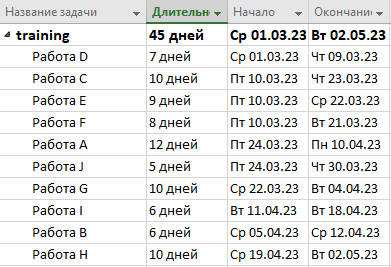 Название задачи Длительн Начало Окончание
training 45 дней Ср 01.03.23 Вт 02.05.23
Работа D 7 дней Ср 01.03.23 Чт 09.03.23
Работа C 10 дней Пт 10.03.23 Чт 23.03.23
Работа E 9 дней Пт 10.03.23 Ср 22.03.23
Работа F 8 дней Пт 10.03.23 Вт 21.03.23
Работа A 12 дней Пт 24.03.23 Пн 10.04.23
Работа J 5 дней Пт 24.03.23 Чт 30.03.23
Работа G 10 дней Ср 22.03.23 Вт 04.04.23
Работа I 6 дней Вт 11.04.23 Вт 18.04.23
Работа B 6 дней Ср 05.04.23 Ср 12.04.23
Работа H 10 дней Ср 19.04.23 Вт 02.05.23